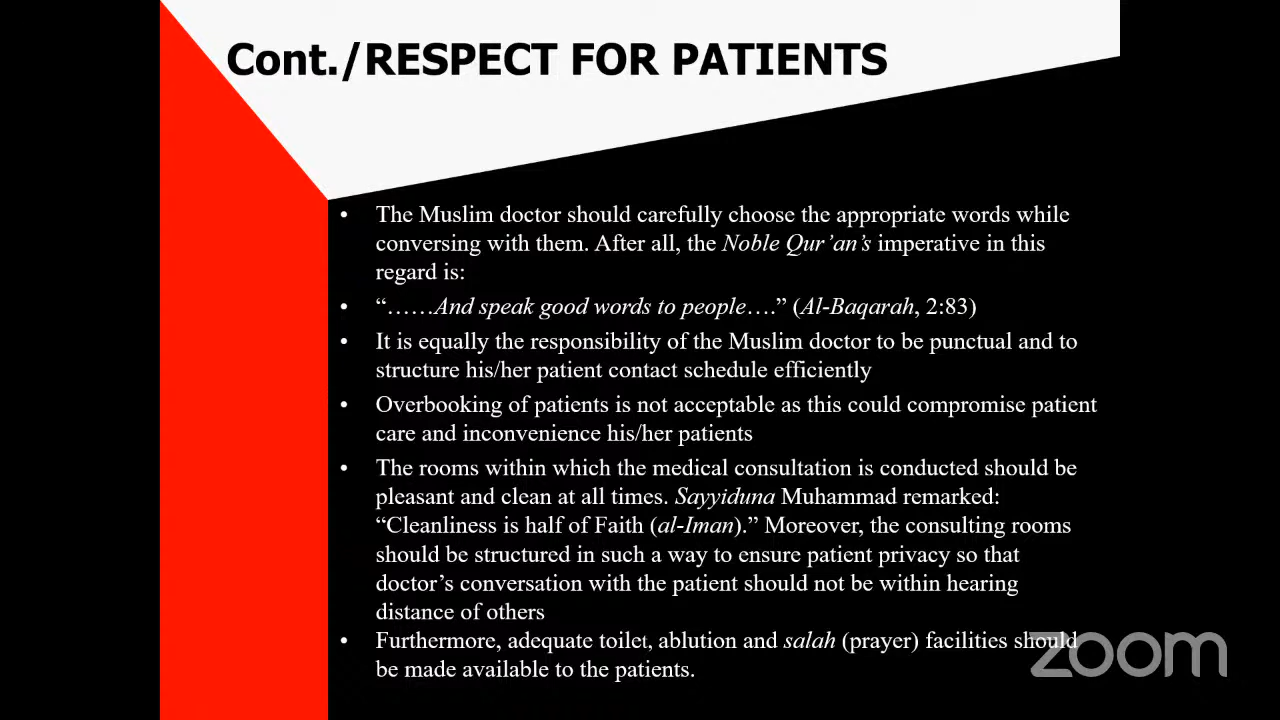 Cont./RESPECT FOR PATIENTS
• The Muslim doctor should carefully choose the appropriate words while
conversing with them. After all, the Noble Qur’an’s imperative in this
regard is:
• “……And speak good words to people….” (Al-Baqarah, 2:83)
• It is equally the responsibility of the Muslim doctor to be punctual and to
structure his/her patient contact schedule efficiently
• Overbooking of patients is not acceptable as this could compromise patient
care and inconvenience his/her patients
• The rooms within which the medical consultation is conducted should be
pleasant and clean at all times. Sayyiduna Muhammad remarked:
“Cleanliness is half of Faith (al-Iman).” Moreover, the consulting rooms
should be structured in such a way to ensure patient privacy so that
doctor’s conversation with the patient should not be within hearing
distance of others
• Furthermore, adequate toilet, ablution and salah (prayer) facilities should
be made available to the patients.
zoom